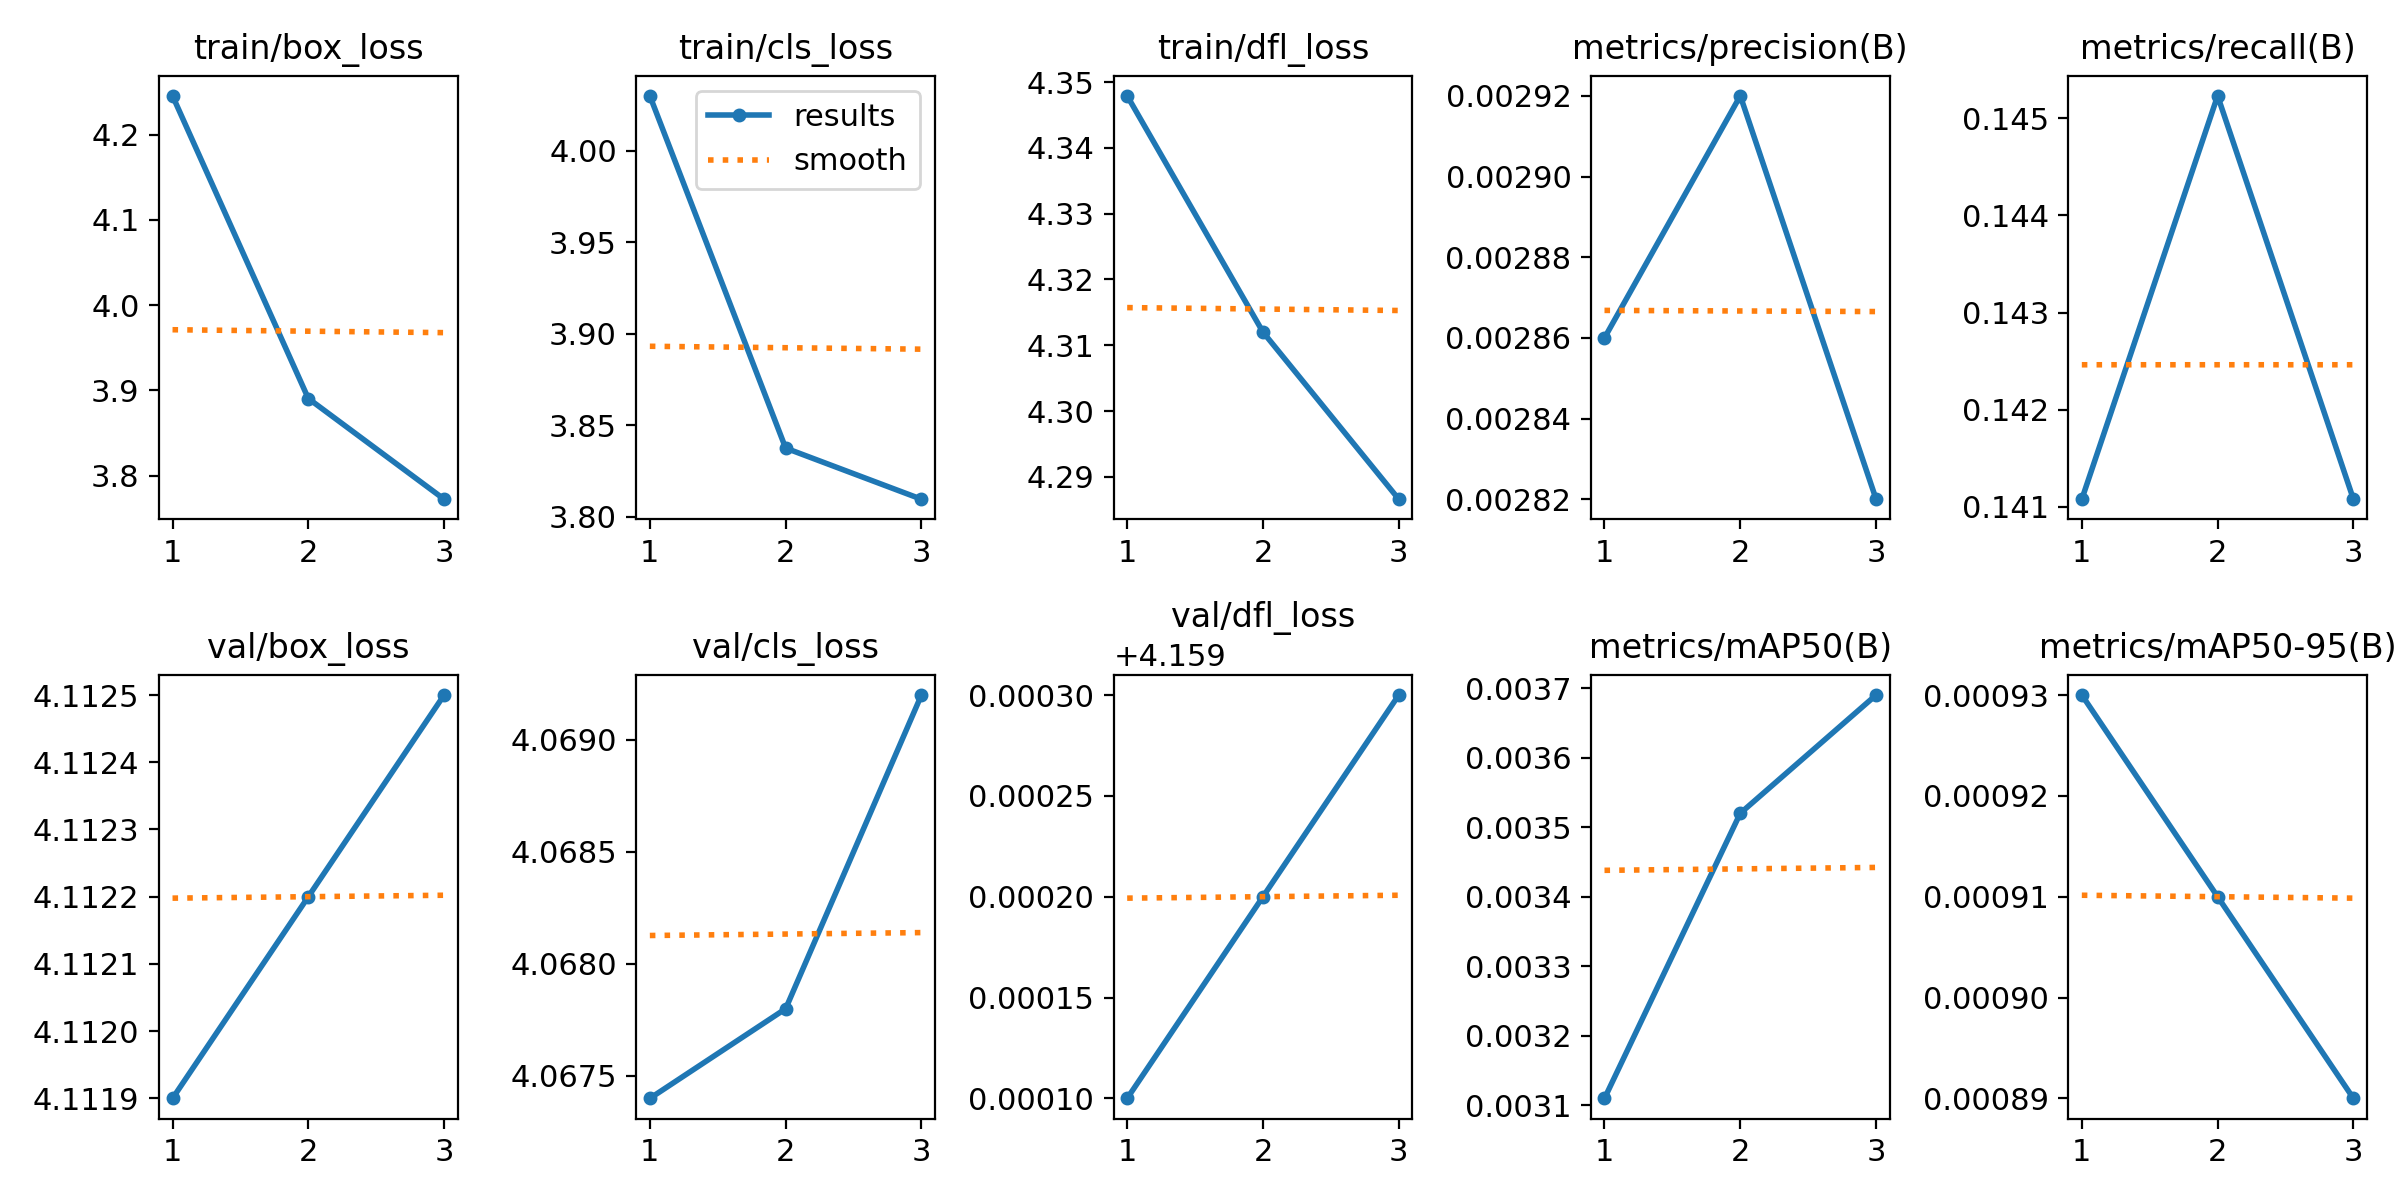 train/box_loss
4.2
4.1
4.0
3.9
3.8
1 2 3
train/cls_loss
results
smooth
4.00
3.95
3.90
3.85
3.80
1 2 3
train/dfl_loss
4.35
4.34
4.33
4.32
4.31
4.30
4.29
1 2 3
metrics/precision(B)
0.00292
0.00290
0.00288
0.00286
0.00284
0.00282
1 2 3
metrics/recall(B)
0.145
0.144
0.143
0.142
0.141
1 2 3
val/box_loss
4.1125
4.1124
4.1123
4.1122
4.1121
4.1120
4.1119
1 2 3
val/cls_loss
4.0690
4.0685
4.0680
4.0675
1 2 3
val/dfl_loss
+4.159
0.00030
0.00025
0.00020
0.00015
0.00010
1 2 3
metrics/mAP50(B)
0.0037
0.0036
0.0035
0.0034
0.0033
0.0032
0.0031
1 2 3
metrics/mAP50-95(B)
0.00093
0.00092
0.00091
0.00090
0.00089
1 2 3